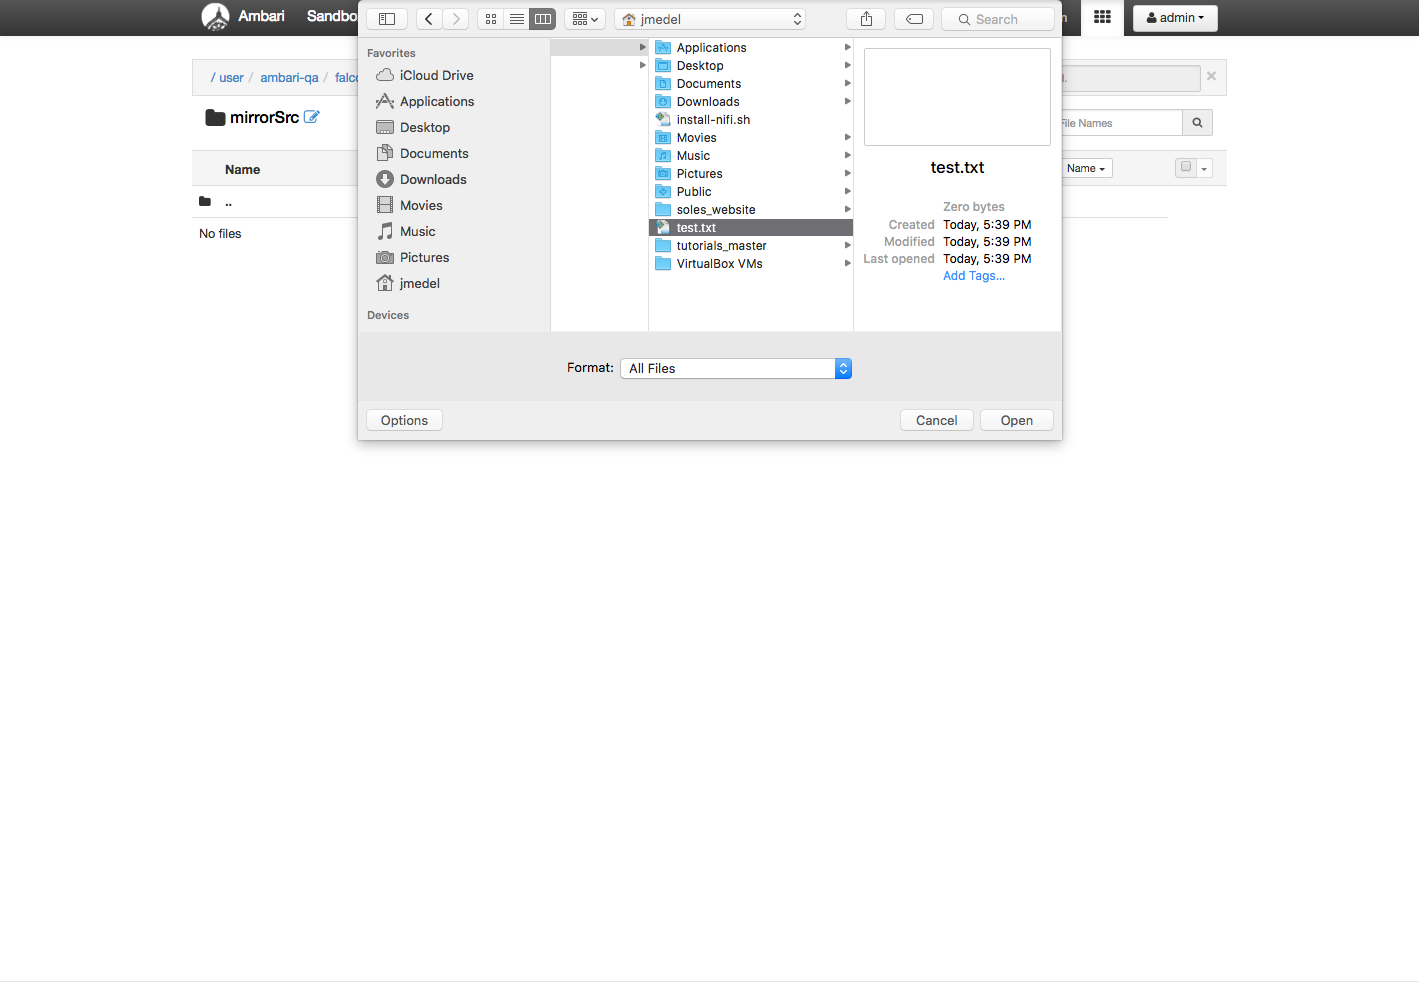 Ambari Sandbo jmedel Search admin
/ user / ambari-qa / falco
mirrorSrc
File Names
Name
Name
..
No files
Favorites
iCloud Drive
Applications
Desktop
Documents
Downloads
Movies
Music
Pictures
jmedel
Devices
Applications
Desktop
Documents
Downloads
install-nifi.sh
Movies
Music
Pictures
Public
soles_website
test.txt
tutorials_master
VirtualBox VMs
test.txt
Zero bytes
Created Today, 5:39 PM
Modified Today, 5:39 PM
Last opened Today, 5:39 PM
Add Tags...
Format: All Files
Options Cancel Open